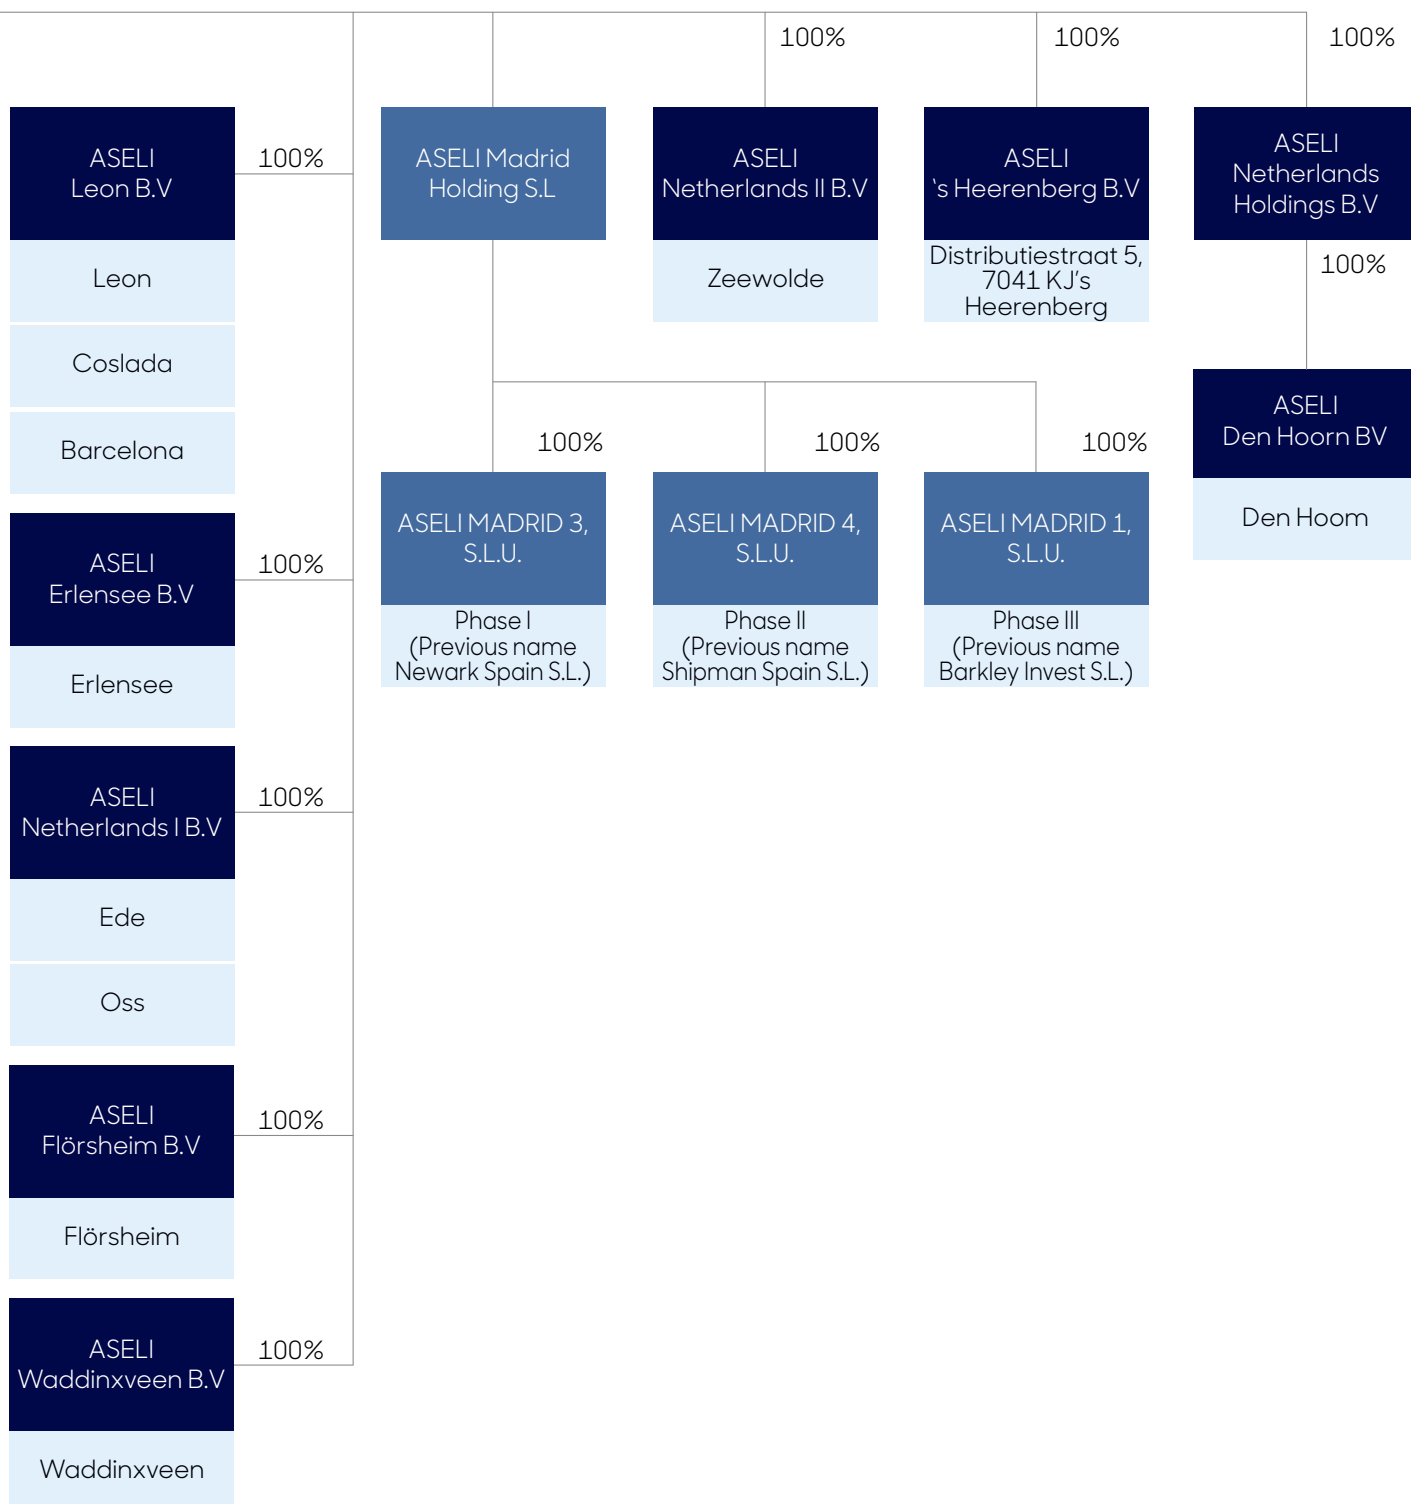 100%
100%
100%
ASELI
Leon B.V
100%
Leon
Coslada
Barcelona
ASELI
Erlensee B.V
100%
Erlensee
ASELI
Netherlands I B.V
100%
Ede
Oss
ASELI
Flörsheim B.V
100%
Flörsheim
ASELI
Waddinxveen B.V
100%
Waddinxveen
ASELI Madrid
Holding S.L
100%
ASELI MADRID 3,
S.L.U.
Phase I
(Previous name
Newark Spain S.L.)
100%
ASELI MADRID 4,
S.L.U.
Phase II
(Previous name
Shipman Spain S.L.)
100%
ASELI MADRID 1,
S.L.U.
Phase III
(Previous name
Barkley Invest S.L.)
ASELI
Netherlands II B.V
Zeewolde
ASELI
‘s Heerenberg B.V
Distributiestraat 5,
7041 KJ’s
Heerenberg
ASELI
Netherlands
Holdings B.V
100%
ASELI
Den Hoorn BV
Den Hoom